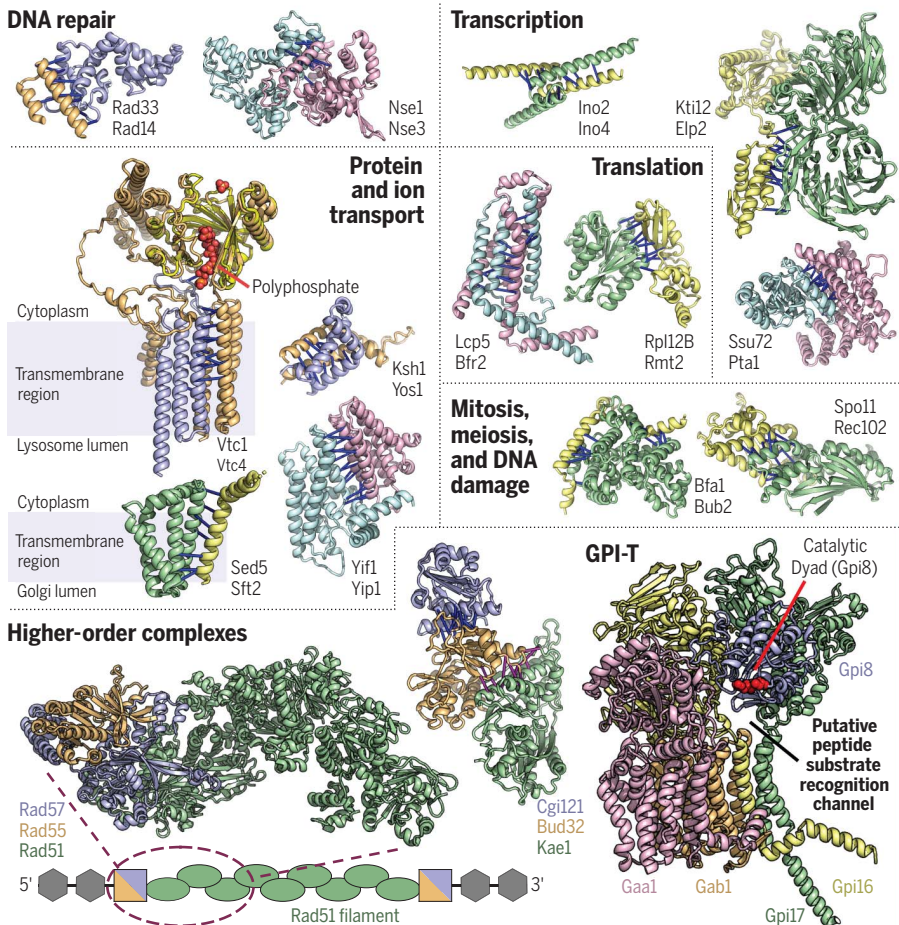 DNA repair
Rad33
Rad14
Nse1
Nse3
Transcription
Ino2
Ino4
Kti12
Elp2
Protein
and ion
transport
Polyphosphate
Cytoplasm
Transmembrane
region
Lysosome lumen
Vtc1
Vtc4
Ksh1
Yos1
Cytoplasm
Transmembrane
region
Golgi lumen
Sed5
Sft2
Yif1
Yip1
Translation
Lcp5
Bfr2
Rpl12B
Rmt2
Ssu72
Pta1
Mitosis,
meiosis,
and DNA
damage
Bfa1
Bub2
Spo11
Rec102
Higher-order complexes
Rad57
Rad55
Rad51
Cgi121
Bud32
Kae1
5'
3'
Rad51 filament
GPI-T
Catalytic
Dyad (Gpi8)
Gpi8
Putative
peptide
substrate
recognition
channel
Gaa1
Gab1
Gpi16
Gpi17